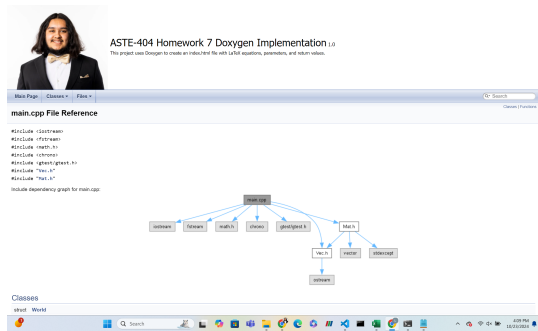 ASTE-404 Homework 7 Doxygen Implementation 1.0
This project uses Doxygen to create an index.html file with LaTeX equations, parameters, and return values.
Main Page Classes Files Search
Classes | Functions
main.cpp File Reference
#include <iostream>
#include <fstream>
#include <math.h>
#include <chrono>
#include <gtest/gtest.h>
#include "Vec.h"
#include "Mat.h"
Include dependency graph for main.cpp:
main.cpp
iostream fstream math.h chrono gtest/gtest.h Mat.h
Vec.h vector stdexcept
ostream
Classes
struct World
Search
4:09 PM
10/23/2024